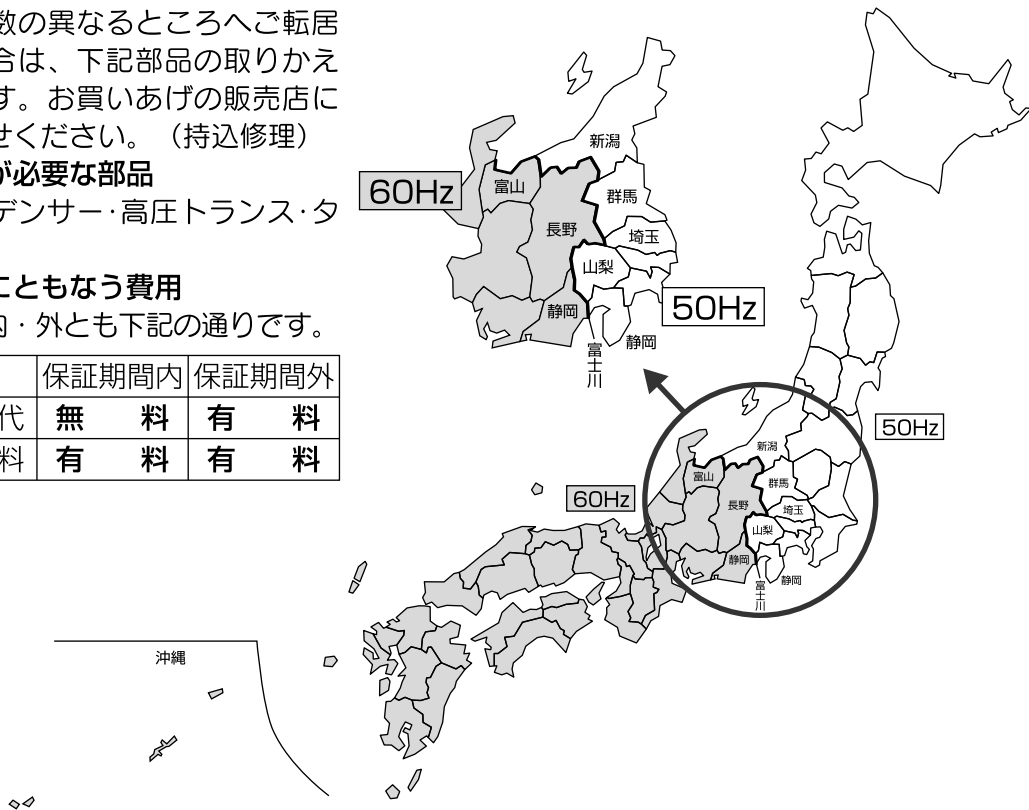 数の異なるところへご転居
合は、下記部品の取りかえ
す。お買いあげの販売店に
せください。（持込修理）
が必要な部品
デンサー・高圧トランス・タ
にともなう費用
内・外とも下記の通りです。
保証期間内 保証期間外
代 無 料 有 料
料 有 料 有 料
新潟
60Hz
富山
群馬
長野
埼玉
山梨
静岡
50Hz
静岡
富士川
50Hz
新潟
60Hz
富山
群馬
長野
埼玉
山梨
静岡
静岡
富士川
沖縄